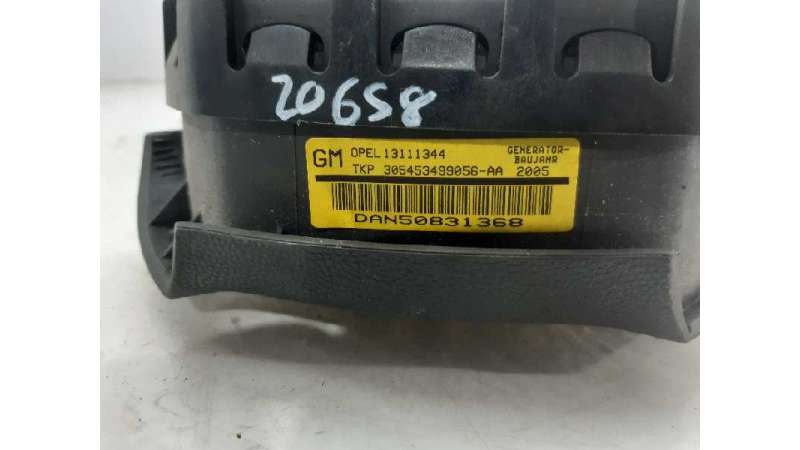 20658
GM OPEL 13111344 GENERATOR-
BAUJAHR
TKP 305453499056-AA 2005
DAN50831368